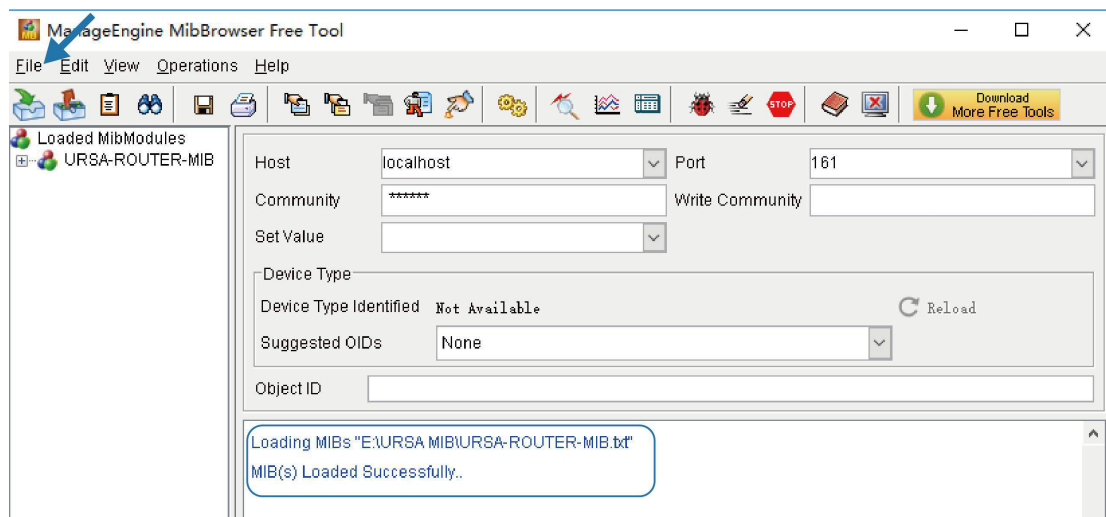 ManageEngine MibBrowser Free Tool
File Edit View Operations Help
STOP
Download
More Free Tools
Loaded MibModules
URSA-ROUTER-MIB
Host localhost Port 161
Community ****** Write Community
Set Value
Device Type
Device Type Identified Not Available Reload
Suggested OIDs None
Object ID
Loading MIBs "E:\URSA MIB\URSA-ROUTER-MIB.txt"
MIB(s) Loaded Successfully..